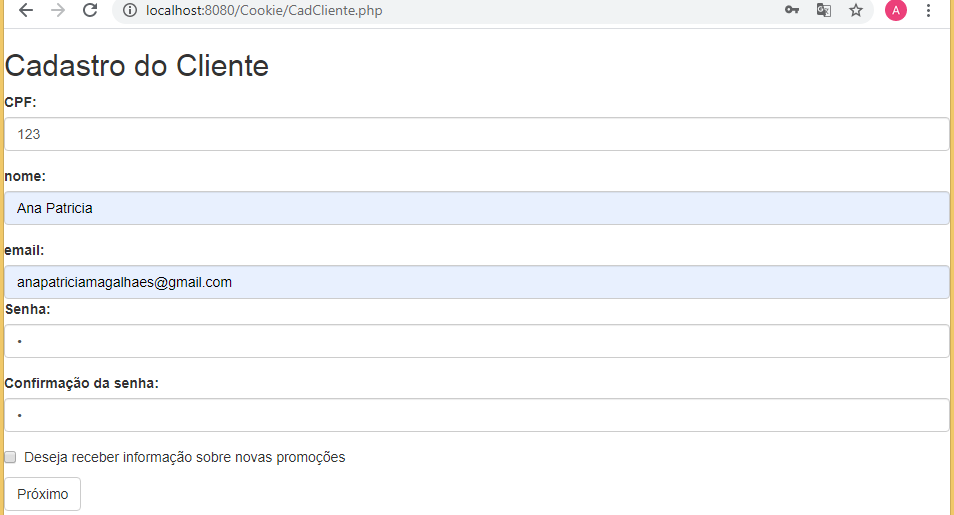 localhost:8080/Cookie/CadCliente.php
A
Cadastro do Cliente
CPF:
123
nome:
Ana Patricia
email:
anapatriciamagalhaes@gmail.com
Senha:
•
Confirmação da senha:
•
Deseja receber informação sobre novas promoções
Próximo